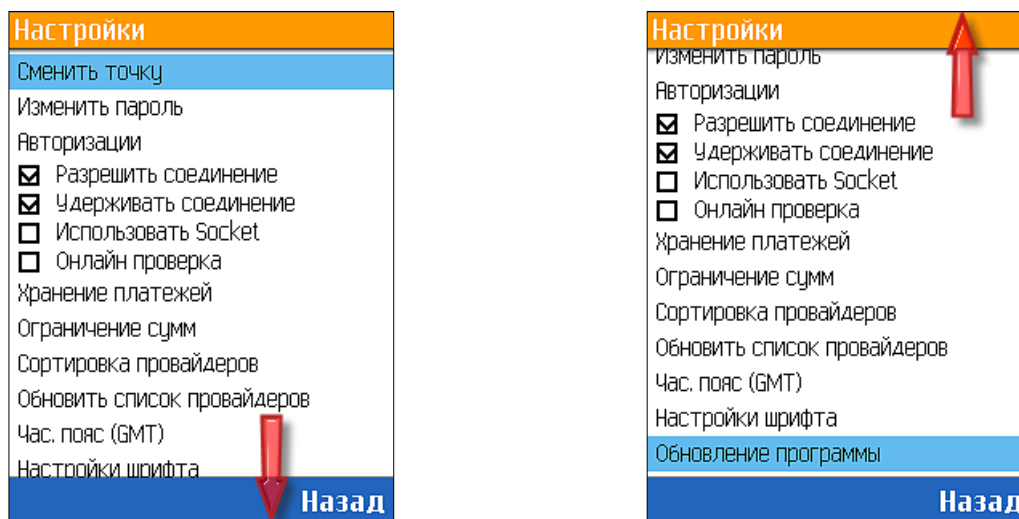 Настройки
Сменить точку
Изменить пароль
Авторизации
Разрешить соединение
Удерживать соединение
Использовать Socket
Онлайн проверка
Хранение платежей
Ограничение сумм
Сортировка провайдеров
Обновить список провайдеров
Час. пояс (GMT)
Настройки шрифта
Назад
Настройки
Изменить пароль
Авторизации
Разрешить соединение
Удерживать соединение
Использовать Socket
Онлайн проверка
Хранение платежей
Ограничение сумм
Сортировка провайдеров
Обновить список провайдеров
Час. пояс (GMT)
Настройки шрифта
Обновление программы
Назад